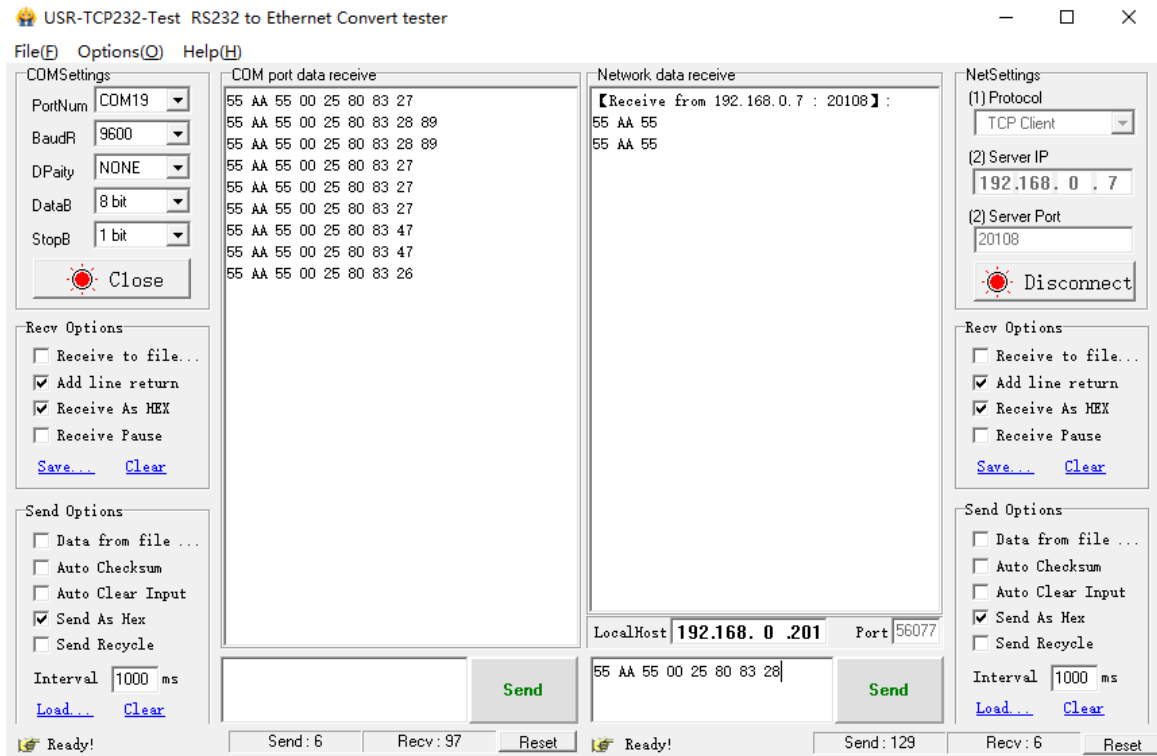 USR-TCP232-Test RS232 to Ethernet Convert tester
File(F) Options(O) Help(H)
COMSettings
PortNum COM19
BaudR 9600
DPaity NONE
DataB 8 bit
StopB 1 bit
Close
Recv Options
Receive to file...
Add line return
Receive As HEX
Receive Pause
Save... Clear
Send Options
Data from file ...
Auto Checksum
Auto Clear Input
Send As Hex
Send Recycle
Interval 1000 ms
Load... Clear
Ready!
COM port data receive
55 AA 55 00 25 80 83 27
55 AA 55 00 25 80 83 28 89
55 AA 55 00 25 80 83 28 89
55 AA 55 00 25 80 83 27
55 AA 55 00 25 80 83 27
55 AA 55 00 25 80 83 27
55 AA 55 00 25 80 83 47
55 AA 55 00 25 80 83 47
55 AA 55 00 25 80 83 26
Send
Send : 6 Recv : 97 Reset
Network data receive
【Receive from 192.168.0.7 : 20108】:
55 AA 55
55 AA 55
LocalHost 192.168. 0 .201 Port 56077
55 AA 55 00 25 80 83 28
Send
Ready! Send : 129 Recv : 6 Reset
NetSettings
(1) Protocol
TCP Client
(2) Server IP
192.168. 0 . 7
(2) Server Port
20108
Disconnect
Recv Options
Receive to file...
Add line return
Receive As HEX
Receive Pause
Save... Clear
Send Options
Data from file ...
Auto Checksum
Auto Clear Input
Send As Hex
Send Recycle
Interval 1000 ms
Load... Clear